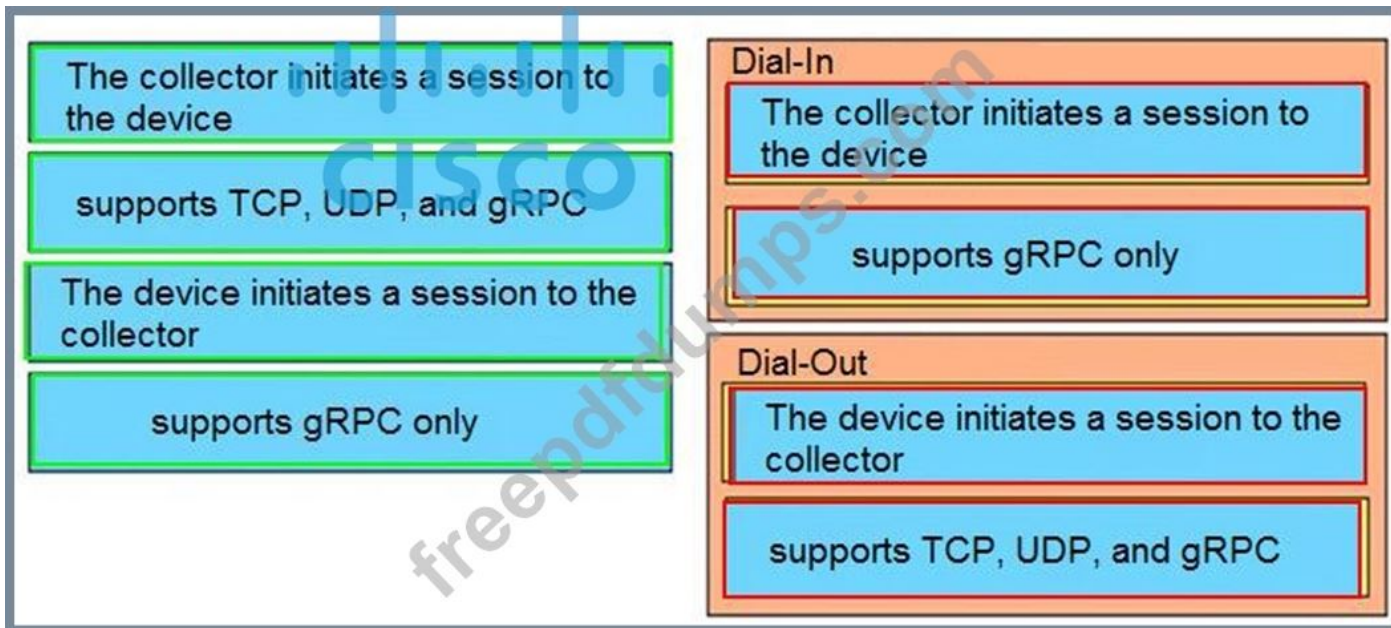 The collector initiates a session to
the device
supports TCP, UDP, and gRPC
The device initiates a session to the
collector
supports gRPC only
CISCO
Dial-In
The collector initiates a session to
the device
supports gRPC only
Dial-Out
The device initiates a session to the
collector
supports TCP, UDP, and gRPC
freepdfdumps.com